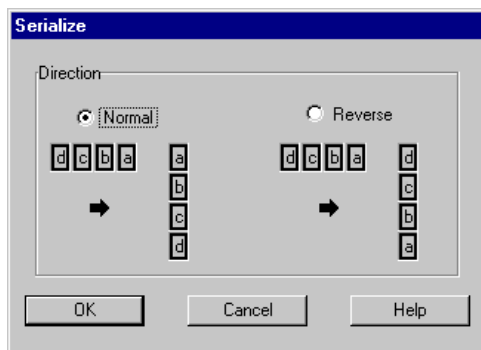 Serialize
Direction
Normal
Reverse
d c b a
a
b
c
d
d c b a
d
c
b
a
OK
Cancel
Help